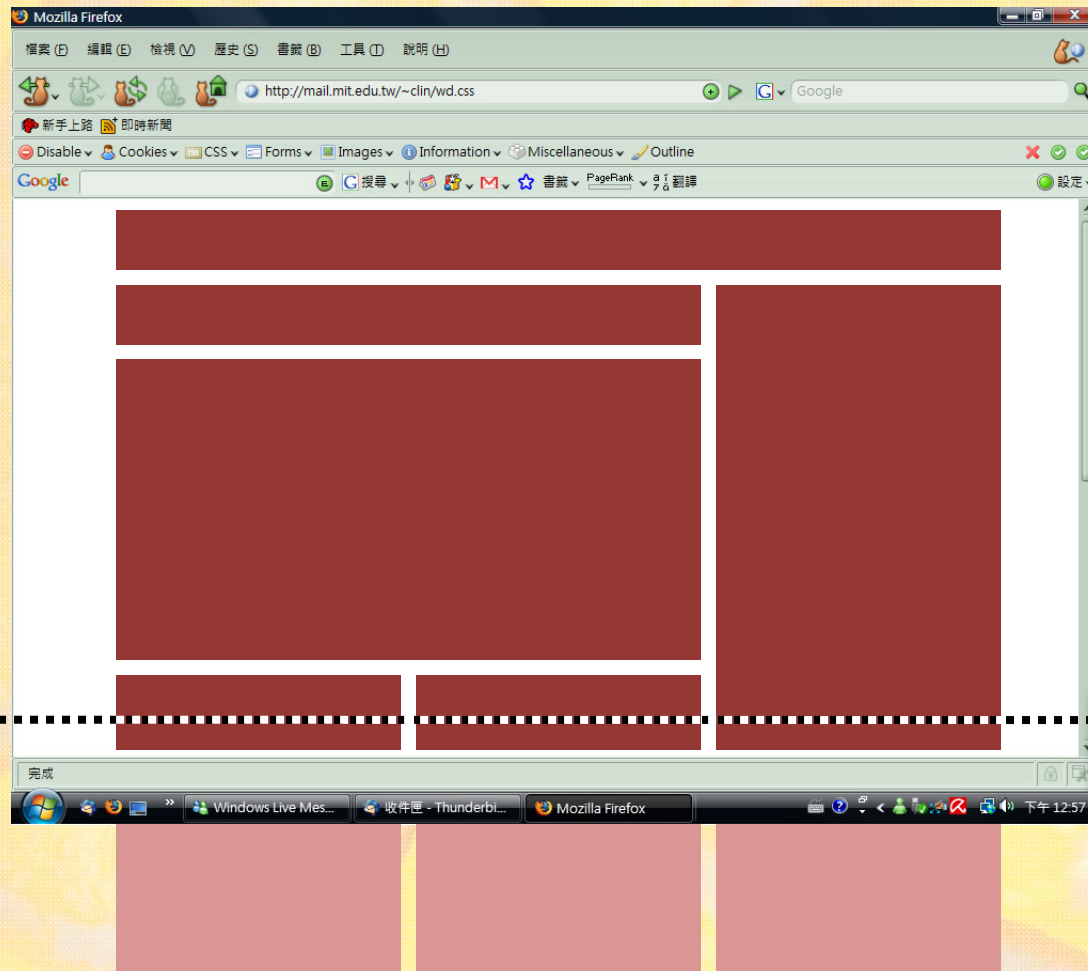 Mozilla Firefox
檔案(F) 編輯(E) 檢視(V) 歷史(S) 書籤(B) 工具(T) 說明(H)
http://mail.mit.edu.tw/~clin/wd.css G Google
新手上路 即時新聞
Disable Cookies CSS Forms Images Information Miscellaneous Outline
Google G 搜尋 書籤 PageRank 翻譯 設定
完成
Windows Live Mes... 收件匣 - Thunderbi... Mozilla Firefox 下午 12:57